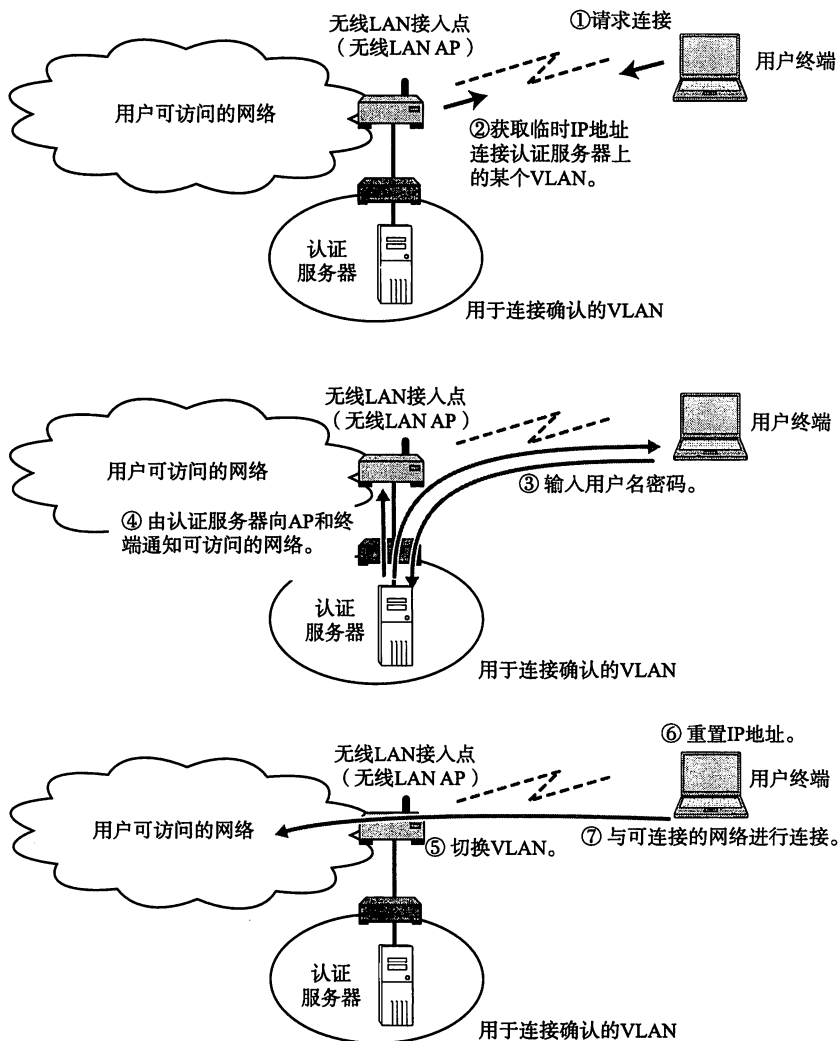 无线LAN接入点
（无线LAN AP）
①请求连接
用户终端
用户可访问的网络
②获取临时IP地址
连接认证服务器上
的某个VLAN。
认证
服务器
用于连接确认的VLAN
无线LAN接入点
（无线LAN AP）
用户终端
用户可访问的网络
③ 输入用户名密码。
④ 由认证服务器向AP和终
端通知可访问的网络。
认证
服务器
用于连接确认的VLAN
⑥ 重置IP地址。
无线LAN接入点
（无线LAN AP）
用户终端
用户可访问的网络
⑤ 切换VLAN。
⑦ 与可连接的网络进行连接。
认证
服务器
用于连接确认的VLAN